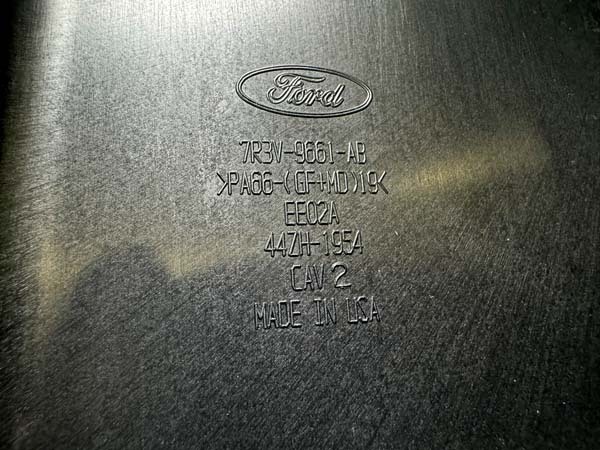 Ford
7R3V-9661-AB
>PA66-(GF+MD)19<
EE02A
44ZH-1954
CAV 2
MADE IN USA